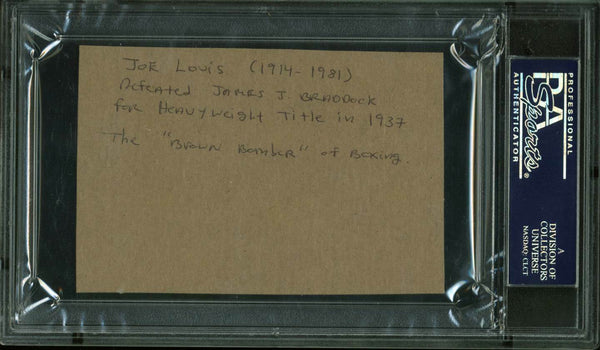 JOE LOUIS (1914-1981)
Defeated JAMES J. BRADDOCK
for Heavyweight Title in 1937
The "BROWN BOMBER" of BOXING.
PSA
Sports
®
PROFESSIONAL
AUTHENTICATOR
A
DIVISION OF
COLLECTORS
UNIVERSE
NASDAQ: CLCT